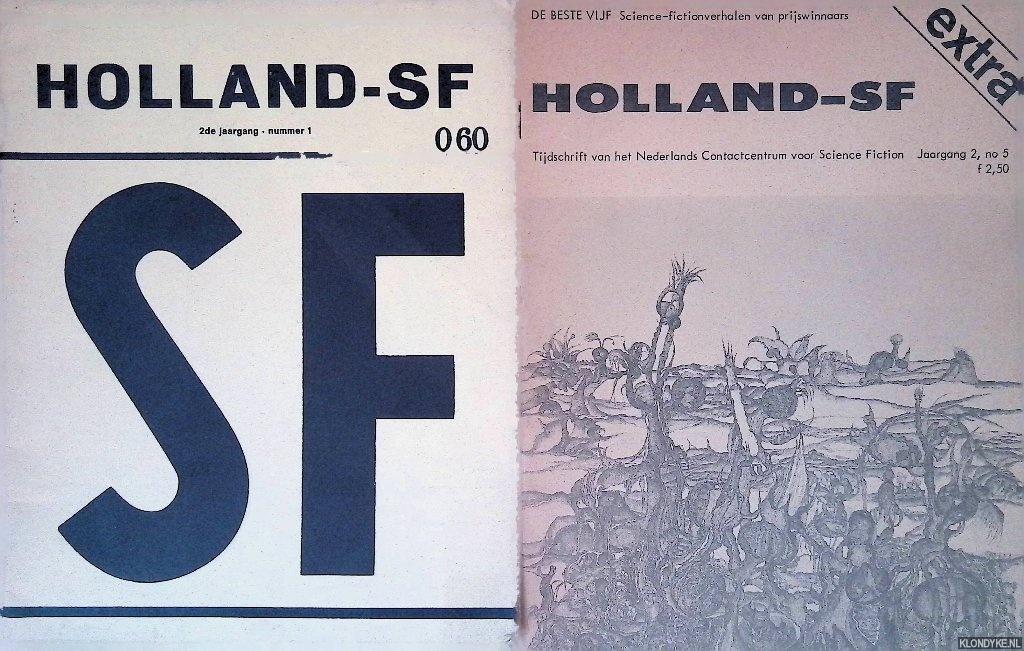 HOLLAND-SF
2de jaargang - nummer 1
060
SF
DE BESTE VIJF Science-fictionverhalen van prijswinnaars
extra
HOLLAND-SF
Tijdschrift van het Nederlands Contactcentrum voor Science Fiction Jaargang 2, no 5
f 2,50
KLONDYKE.NL